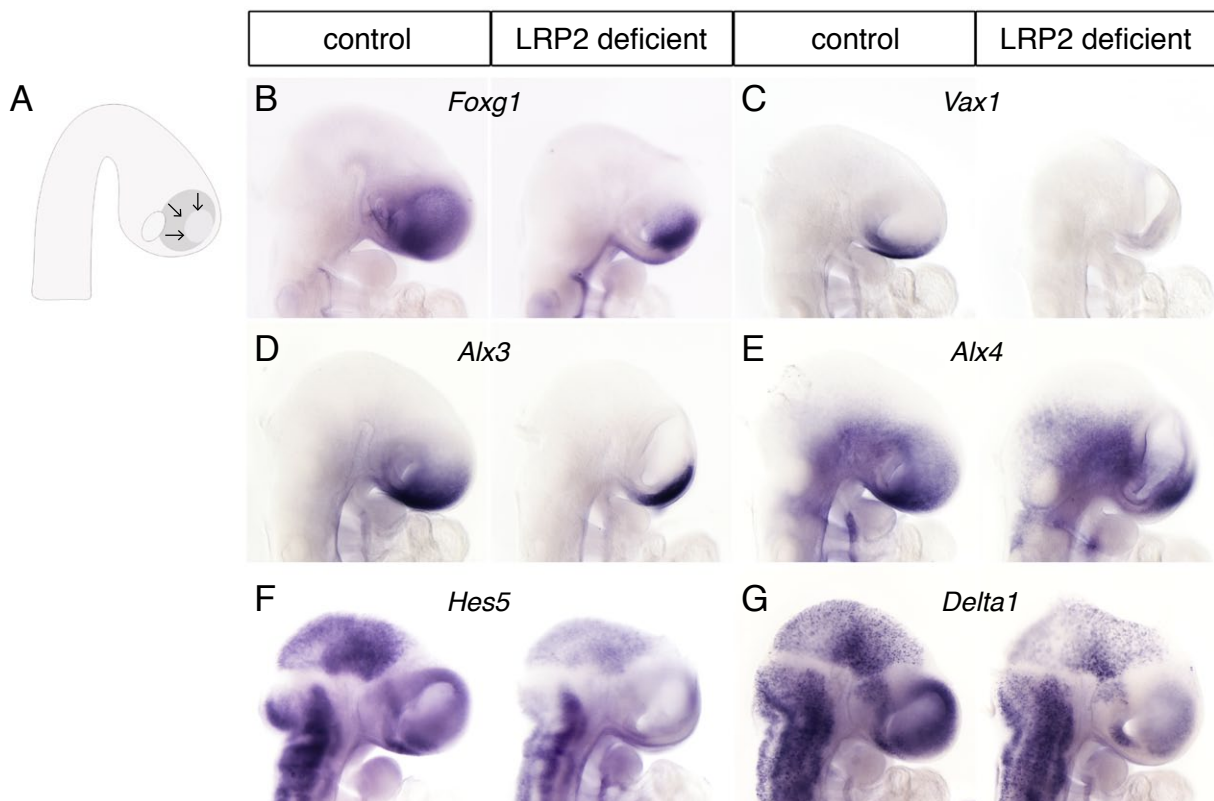 control LRP2 deficient control LRP2 deficient
A
B Foxg1 C Vax1
D Alx3 E Alx4
F Hes5 G Delta1